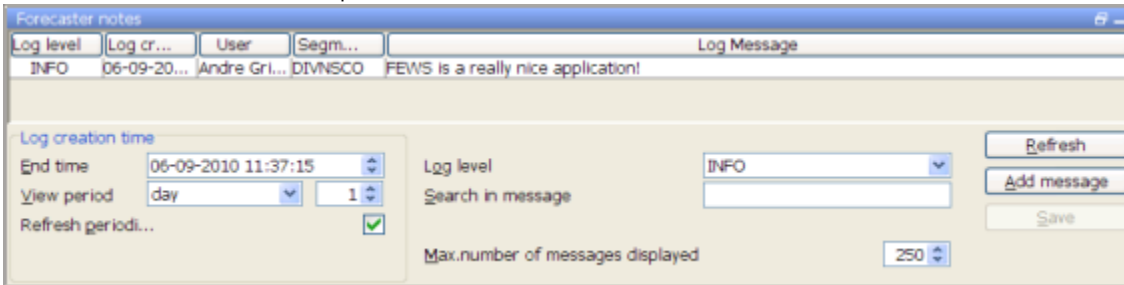 Forecaster notes
Log level Log cr... User Segm... Log Message
INFO 06-09-20... Andre Gri... DIVNSCO FEWS is a really nice application!
Log creation time
End time 06-09-2010 11:37:15 Log level INFO Refresh
View period day 1 Search in message Add message
Refresh periodi... Save
Max.number of messages displayed 250